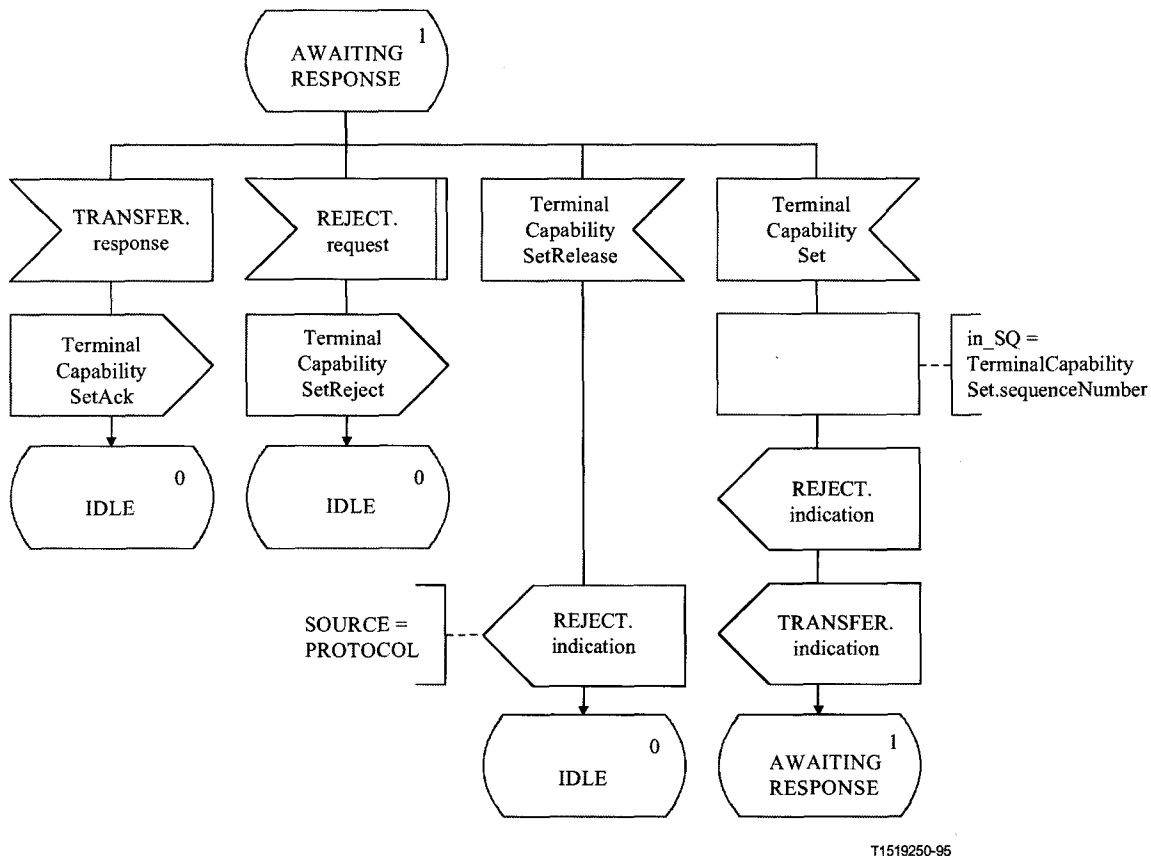 1
AWAITING
RESPONSE
TRANSFER.
response
REJECT.
request
Terminal
Capability
SetRelease
Terminal
Capability
Set
Terminal
Capability
SetAck
Terminal
Capability
SetReject
in_SQ =
TerminalCapability
Set.sequenceNumber
0
IDLE
0
IDLE
REJECT.
indication
SOURCE =
PROTOCOL
REJECT.
indication
TRANSFER.
indication
0
IDLE
1
AWAITING
RESPONSE
T1519250-95